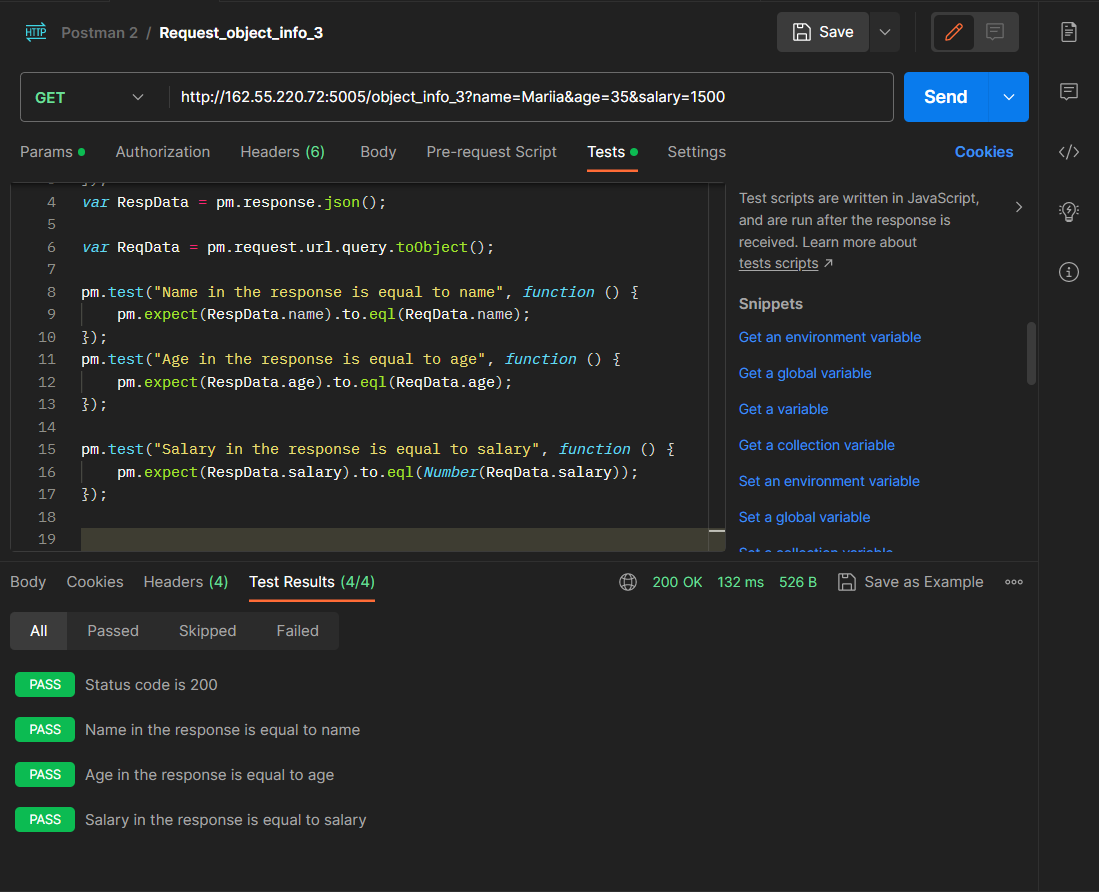 HTTP Postman 2 / Request_object_info_3 Save
GET http://162.55.220.72:5005/object_info_3?name=Mariia&age=35&salary=1500 Send
Params Authorization Headers (6) Body Pre-request Script Tests Settings Cookies
4 var RespData = pm.response.json();
5
6 var ReqData = pm.request.url.query.toObject();
7
8 pm.test("Name in the response is equal to name", function () {
9 pm.expect(RespData.name).to.eql(ReqData.name);
10 });
11 pm.test("Age in the response is equal to age", function () {
12 pm.expect(RespData.age).to.eql(ReqData.age);
13 });
14
15 pm.test("Salary in the response is equal to salary", function () {
16 pm.expect(RespData.salary).to.eql(Number(ReqData.salary));
17 });
18
19
Test scripts are written in JavaScript,
and are run after the response is
received. Learn more about
tests scripts ↗
Snippets
Get an environment variable
Get a global variable
Get a variable
Get a collection variable
Set an environment variable
Set a global variable
Set a collection variable
Body Cookies Headers (4) Test Results (4/4) 200 OK 132 ms 526 B Save as Example
All Passed Skipped Failed
PASS Status code is 200
PASS Name in the response is equal to name
PASS Age in the response is equal to age
PASS Salary in the response is equal to salary